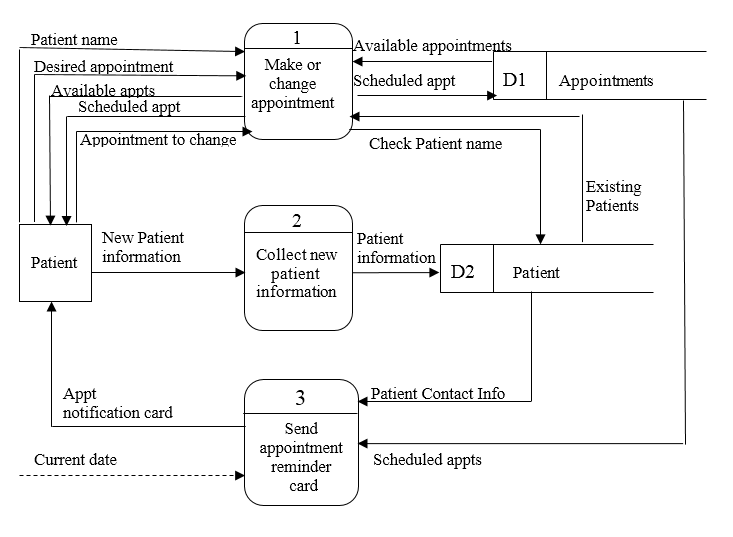 Patient name
1
Available appointments
Desired appointment
Make or
change
appointment
D1
Appointments
Available appts
Scheduled appt
Scheduled appt
Appointment to change
Check Patient name
Existing
Patients
2
New Patient
information
Patient
Collect new
patient
information
Patient
information
D2
Patient
3
Patient Contact Info
Appt
notification card
Send
appointment
reminder
card
Current date
Scheduled appts